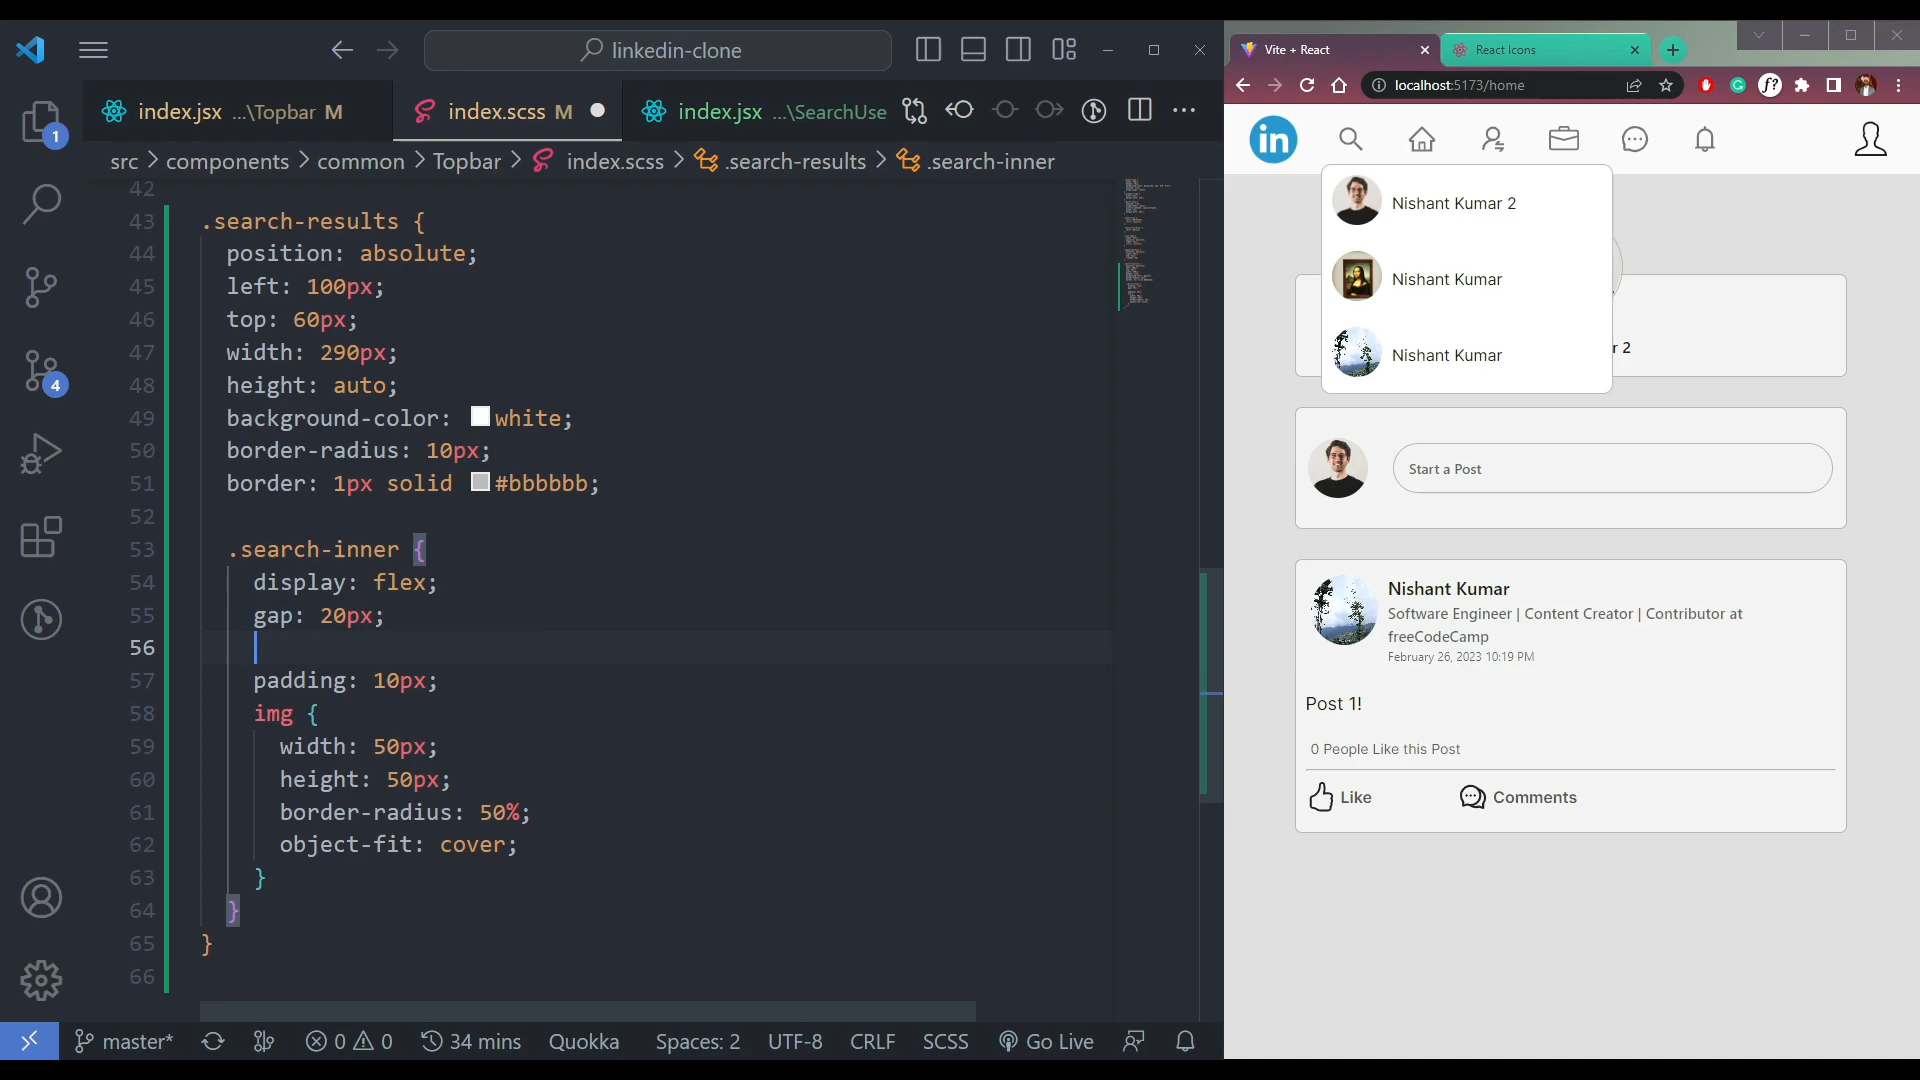 linkedin-clone
index.jsx ...\Topbar M
index.scss M
index.jsx ...\SearchUse
src > components > common > Topbar > index.scss > .search-results > .search-inner
42
43 .search-results {
44 position: absolute;
45 left: 100px;
46 top: 60px;
47 width: 290px;
48 height: auto;
49 background-color: white;
50 border-radius: 10px;
51 border: 1px solid #bbbbbb;
52
53 .search-inner {
54 display: flex;
55 gap: 20px;
56
57 padding: 10px;
58 img {
59 width: 50px;
60 height: 50px;
61 border-radius: 50%;
62 object-fit: cover;
63 }
64 }
65 }
66
1
4
master* 0 0 34 mins Quokka Spaces: 2 UTF-8 CRLF SCSS Go Live
Vite + React
React Icons
localhost:5173/home
f?
in
Nishant Kumar 2
Nishant Kumar
Nishant Kumar
r 2
Start a Post
Nishant Kumar
Software Engineer | Content Creator | Contributor at
freeCodeCamp
February 26, 2023 10:19 PM
Post 1!
0 People Like this Post
Like
Comments